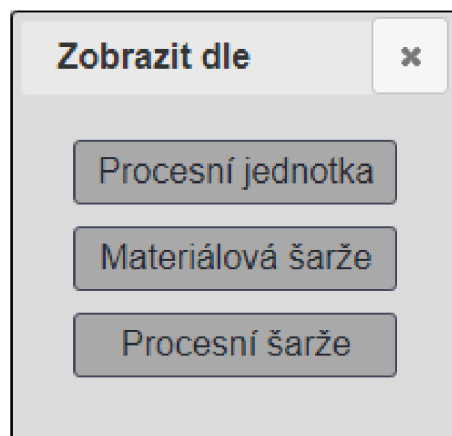 Zobrazit dle
Procesní jednotka
Materiálová šarže
Procesní šarže